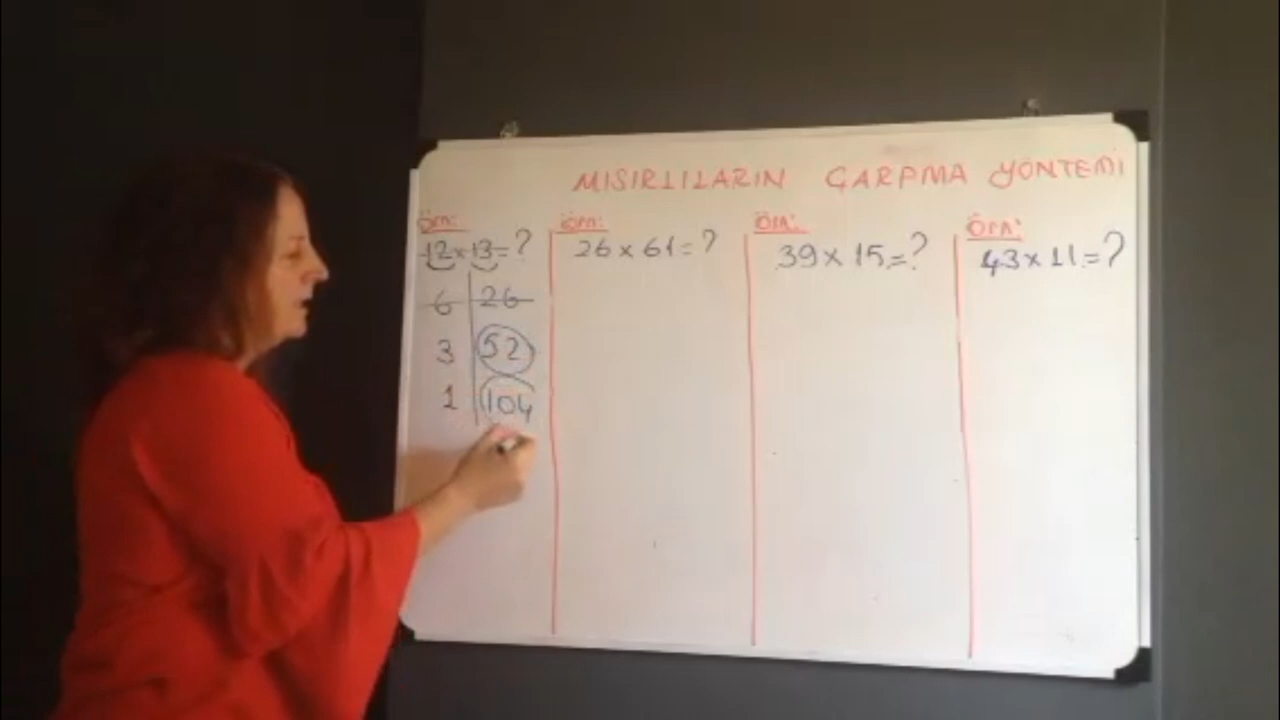 MISIRLILARIN ÇARPMA YÖNTEMİ
Örn:
12x13=?
6 26
3 52
1 104
Örn:
26x61=?
Örn:
39x15=?
Örn:
43x11=?